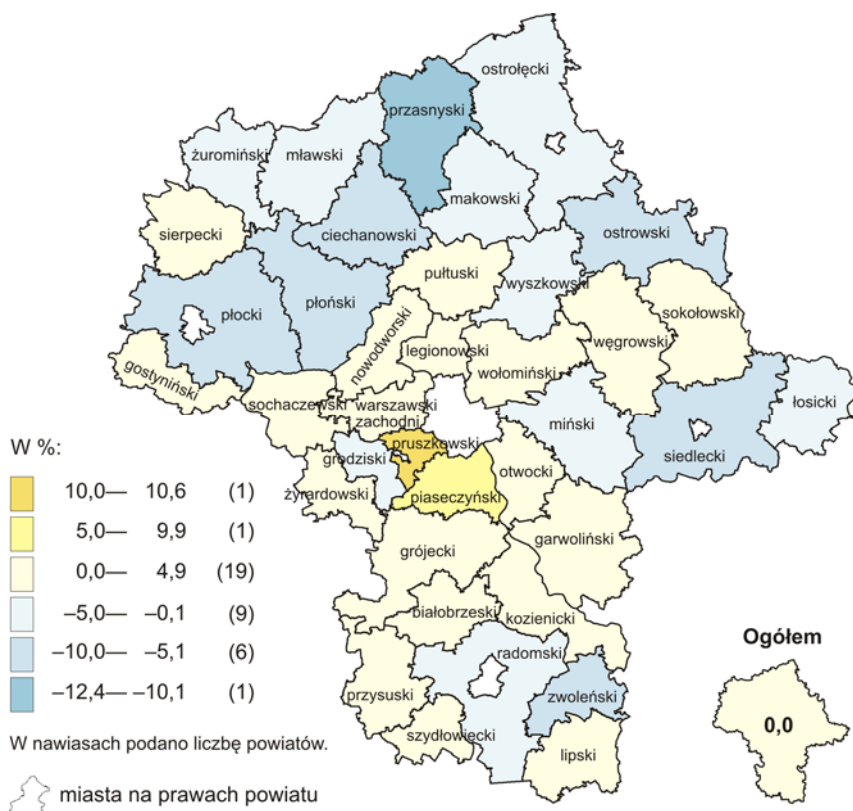 ostrołęcki
przasnyski
żuromiński
mławski
makowski
sierpecki
ciechanowski
ostrowski
pułtuski
wyszkowski
sokołowski
płocki
płoński
nowodworski
legionowski
węgrowski
wołomiński
gostyniński
sochaczewski
warszawski
zachodni
miński
łosicki
siedlecki
pruszkowski
grodziski
otwocki
żyrardowski
piaseczyński
garwoliński
grójecki
białobrzeski
kozienicki
radomski
przysuski
zwoleński
szydłowiecki
lipski
W %:
10,0— 10,6 (1)
5,0— 9,9 (1)
0,0— 4,9 (19)
–5,0— –0,1 (9)
–10,0— –5,1 (6)
–12,4— –10,1 (1)
W nawiasach podano liczbę powiatów.
miasta na prawach powiatu
Ogółem
0,0